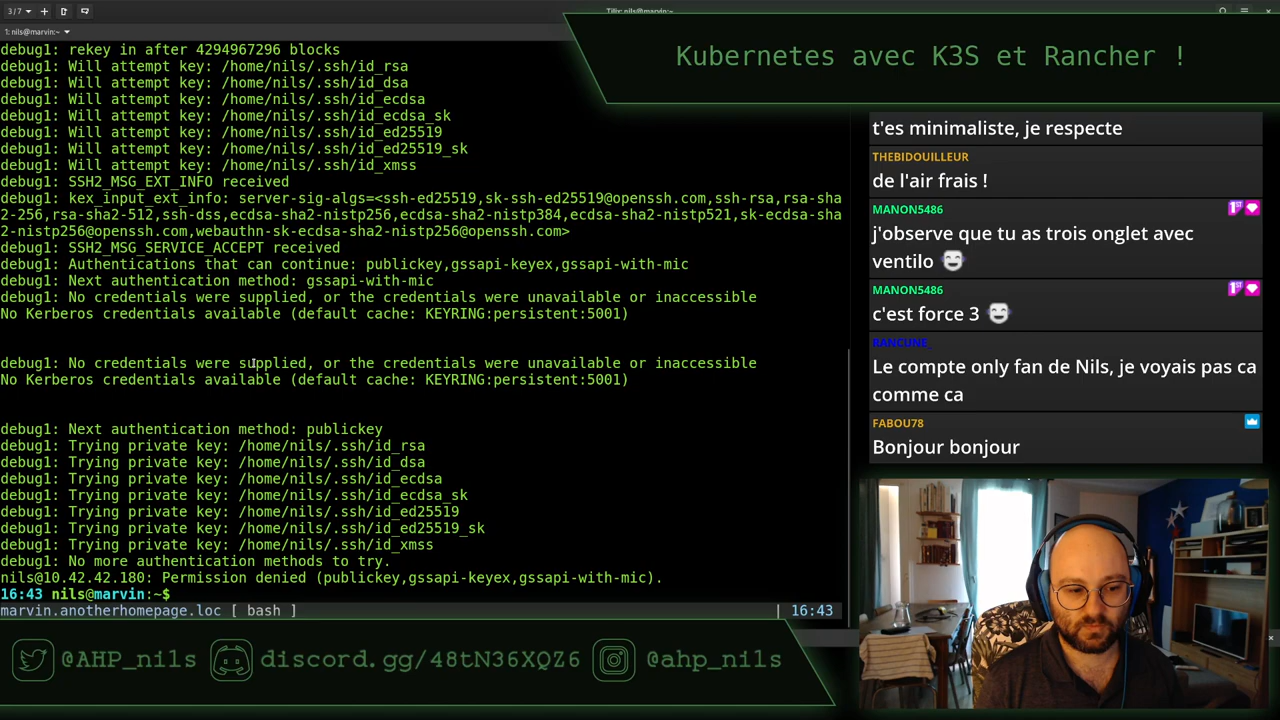 3/7
Tilix: nils@marvin:~
1: nils@marvin:~
debug1: rekey in after 4294967296 blocks
debug1: Will attempt key: /home/nils/.ssh/id_rsa
debug1: Will attempt key: /home/nils/.ssh/id_dsa
debug1: Will attempt key: /home/nils/.ssh/id_ecdsa
debug1: Will attempt key: /home/nils/.ssh/id_ecdsa_sk
debug1: Will attempt key: /home/nils/.ssh/id_ed25519
debug1: Will attempt key: /home/nils/.ssh/id_ed25519_sk
debug1: Will attempt key: /home/nils/.ssh/id_xmss
debug1: SSH2_MSG_EXT_INFO received
debug1: kex_input_ext_info: server-sig-algs=<ssh-ed25519,sk-ssh-ed25519@openssh.com,ssh-rsa,rsa-sha
2-256,rsa-sha2-512,ssh-dss,ecdsa-sha2-nistp256,ecdsa-sha2-nistp384,ecdsa-sha2-nistp521,sk-ecdsa-sha
2-nistp256@openssh.com,webauthn-sk-ecdsa-sha2-nistp256@openssh.com>
debug1: SSH2_MSG_SERVICE_ACCEPT received
debug1: Authentications that can continue: publickey,gssapi-keyex,gssapi-with-mic
debug1: Next authentication method: gssapi-with-mic
debug1: No credentials were supplied, or the credentials were unavailable or inaccessible
No Kerberos credentials available (default cache: KEYRING:persistent:5001)
debug1: No credentials were supplied, or the credentials were unavailable or inaccessible
No Kerberos credentials available (default cache: KEYRING:persistent:5001)
debug1: Next authentication method: publickey
debug1: Trying private key: /home/nils/.ssh/id_rsa
debug1: Trying private key: /home/nils/.ssh/id_dsa
debug1: Trying private key: /home/nils/.ssh/id_ecdsa
debug1: Trying private key: /home/nils/.ssh/id_ecdsa_sk
debug1: Trying private key: /home/nils/.ssh/id_ed25519
debug1: Trying private key: /home/nils/.ssh/id_ed25519_sk
debug1: Trying private key: /home/nils/.ssh/id_xmss
debug1: No more authentication methods to try.
nils@10.42.42.180: Permission denied (publickey,gssapi-keyex,gssapi-with-mic).
16:43 nils@marvin:~$
marvin.anotherhomepage.loc [ bash ] | 16:43
Kubernetes avec K3S et Rancher !
t'es minimaliste, je respecte
THEBIDOUILLEUR
de l'air frais !
MANON5486
j'observe que tu as trois onglet avec
ventilo
MANON5486
c'est force 3
RANCUNE_
Le compte only fan de Nils, je voyais pas ca
comme ca
FABOU78
Bonjour bonjour
@AHP_nils discord.gg/48tN36XQZ6 @ahp_nils